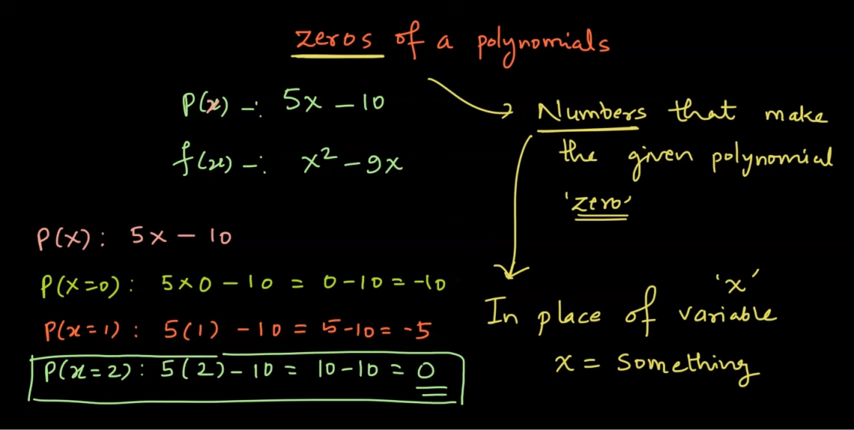 zeros of a polynomials
P(x) -: 5x - 10
f(x) -: x² - 9x
Numbers that make
the given polynomial
'zero'
P(x): 5x - 10
P(x=0): 5×0 - 10 = 0-10 = -10
P(x=1): 5(1) - 10 = 5-10 = -5
P(x=2): 5(2) - 10 = 10-10 = 0
'x'
In place of variable
x = something